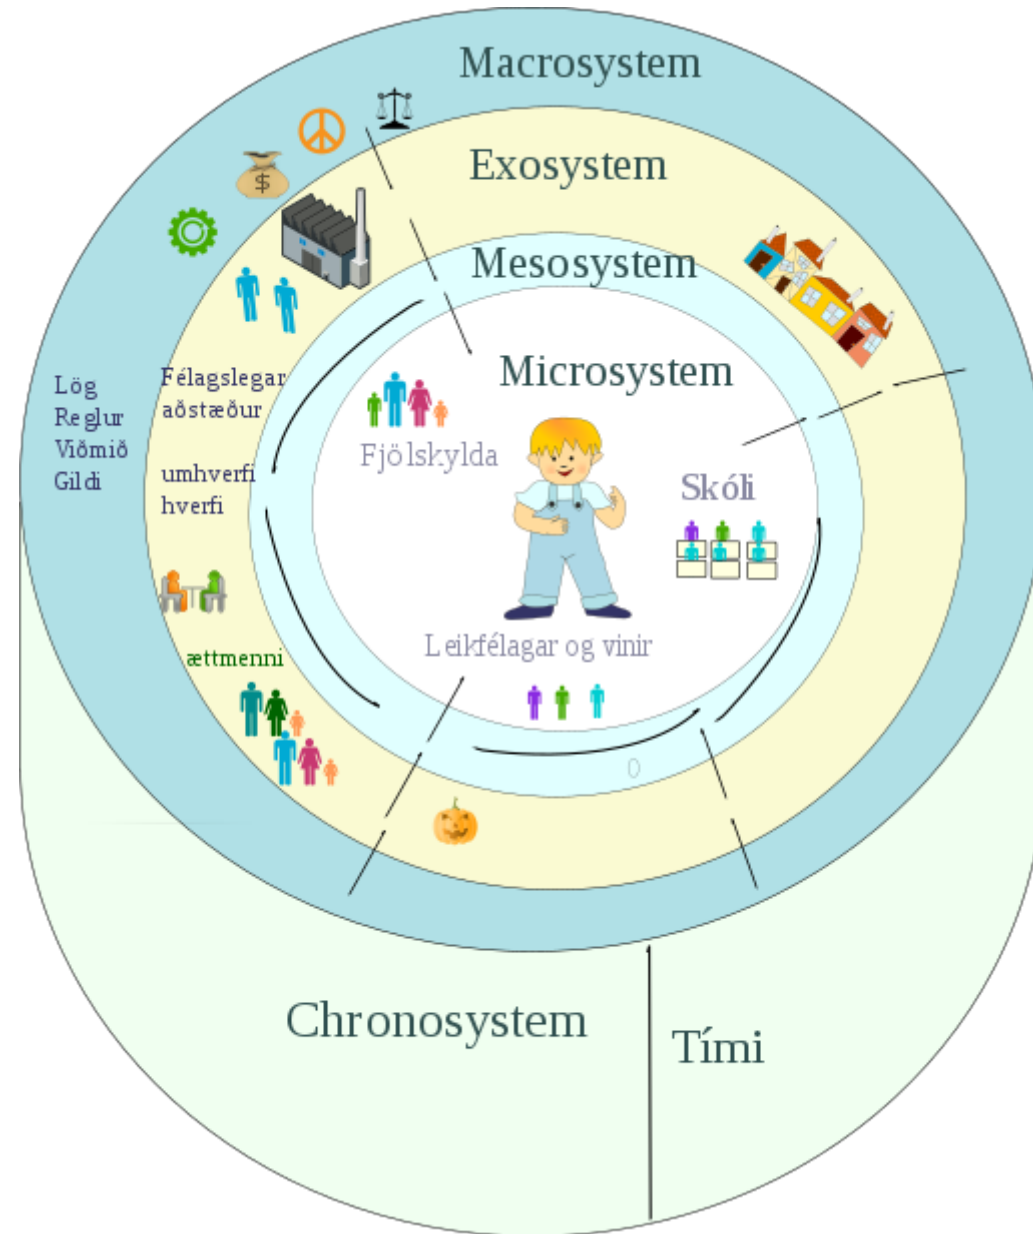 Macrosystem
Exosystem
Mesosystem
Microsystem
$
Lög
Reglur
Viðmið
Gildi
Félagslegar
aðstæður
umhverfi
hverfi
ættmenni
Fjölskylda
Skóli
Leikfélagar og vinir
0
Chronosystem
Tími